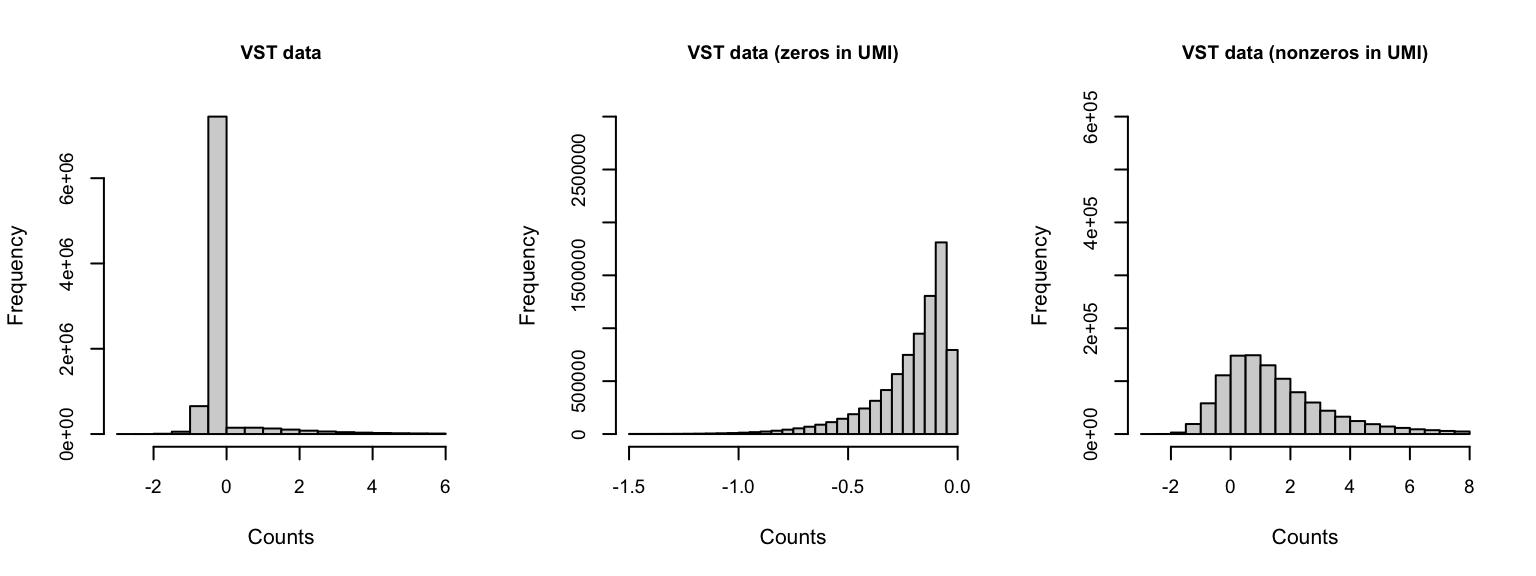 VST data
Frequency
0e+00 2e+06 4e+06 6e+06
-2 0 2 4 6
Counts
VST data (zeros in UMI)
Frequency
0 500000 1500000 2500000
-1.5 -1.0 -0.5 0.0
Counts
VST data (nonzeros in UMI)
Frequency
0e+00 2e+05 4e+05 6e+05
-2 0 2 4 6 8
Counts